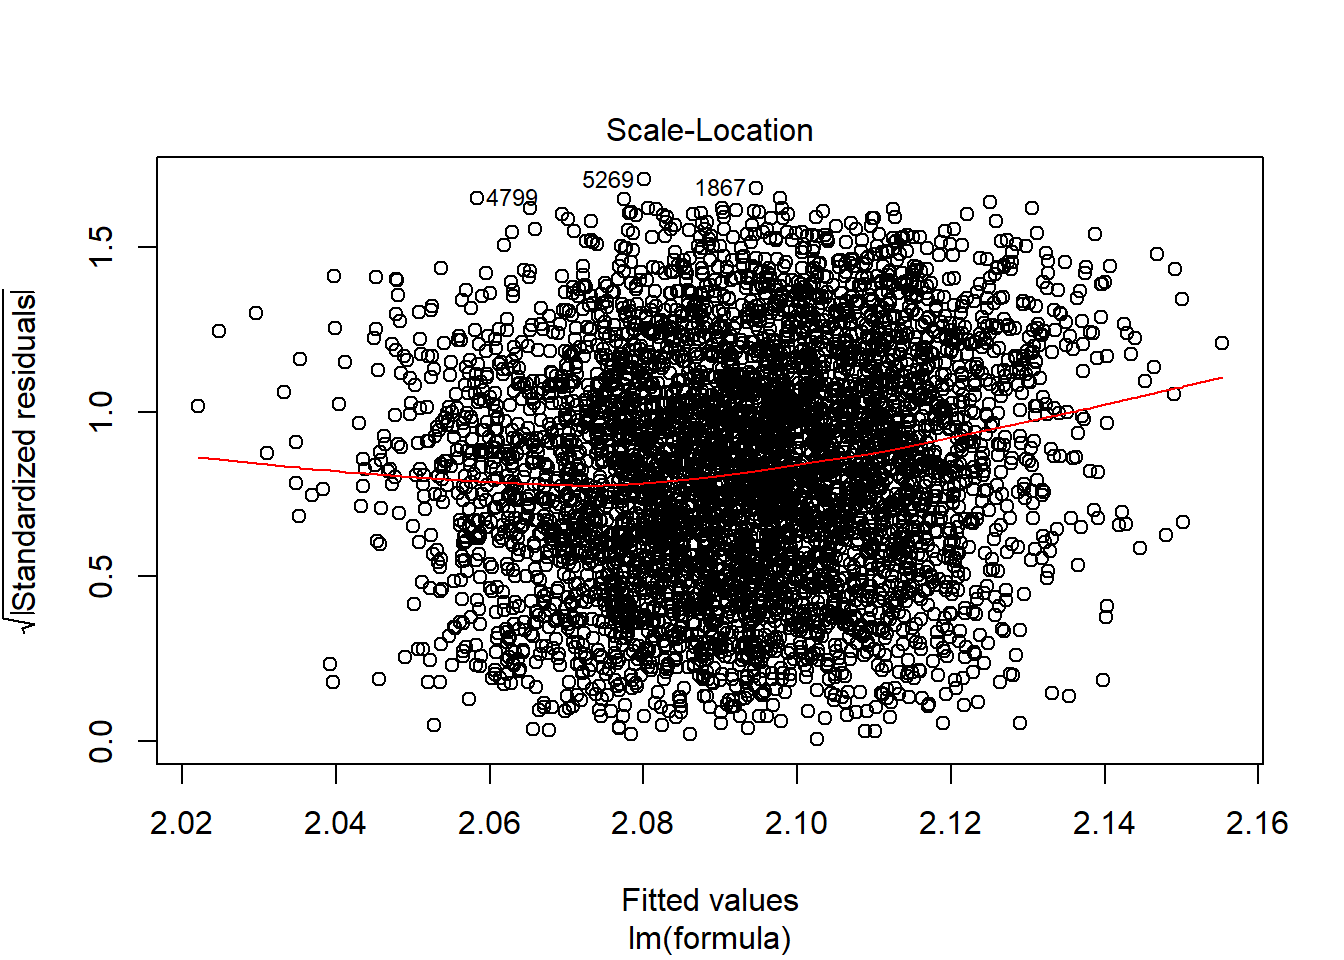 Scale-Location
4799
5269
1867
√|Standardized residuals|
0.0
0.5
1.0
1.5
2.02 2.04 2.06 2.08 2.10 2.12 2.14 2.16
Fitted values
lm(formula)